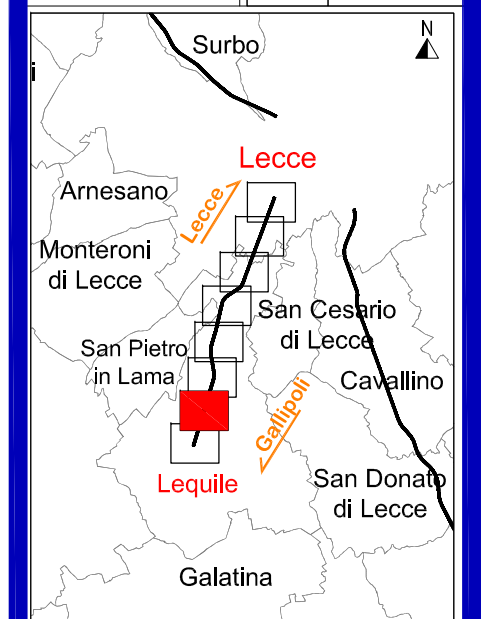 Surbo
N
i
Lecce
Arnesano
Lecce
Monteroni
di Lecce
San Cesario
di Lecce
San Pietro
in Lama
Cavallino
Gallipoli
Lequile
San Donato
di Lecce
Galatina